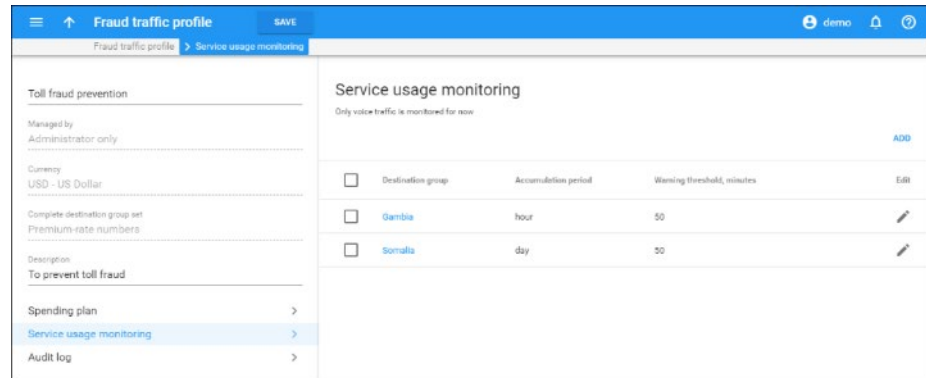 Fraud traffic profile SAVE demo
Fraud traffic profile Service usage monitoring
Toll fraud prevention
Managed by
Administrator only
Currency
USD - US Dollar
Complete destination group set
Premium-rate numbers
Description
To prevent toll fraud
Spending plan
Service usage monitoring
Audit log
Service usage monitoring
Only voice traffic is monitored for now
ADD
Destination group Accumulation period Warning threshold, minutes Edit
Gambia hour 50
Somalia day 50